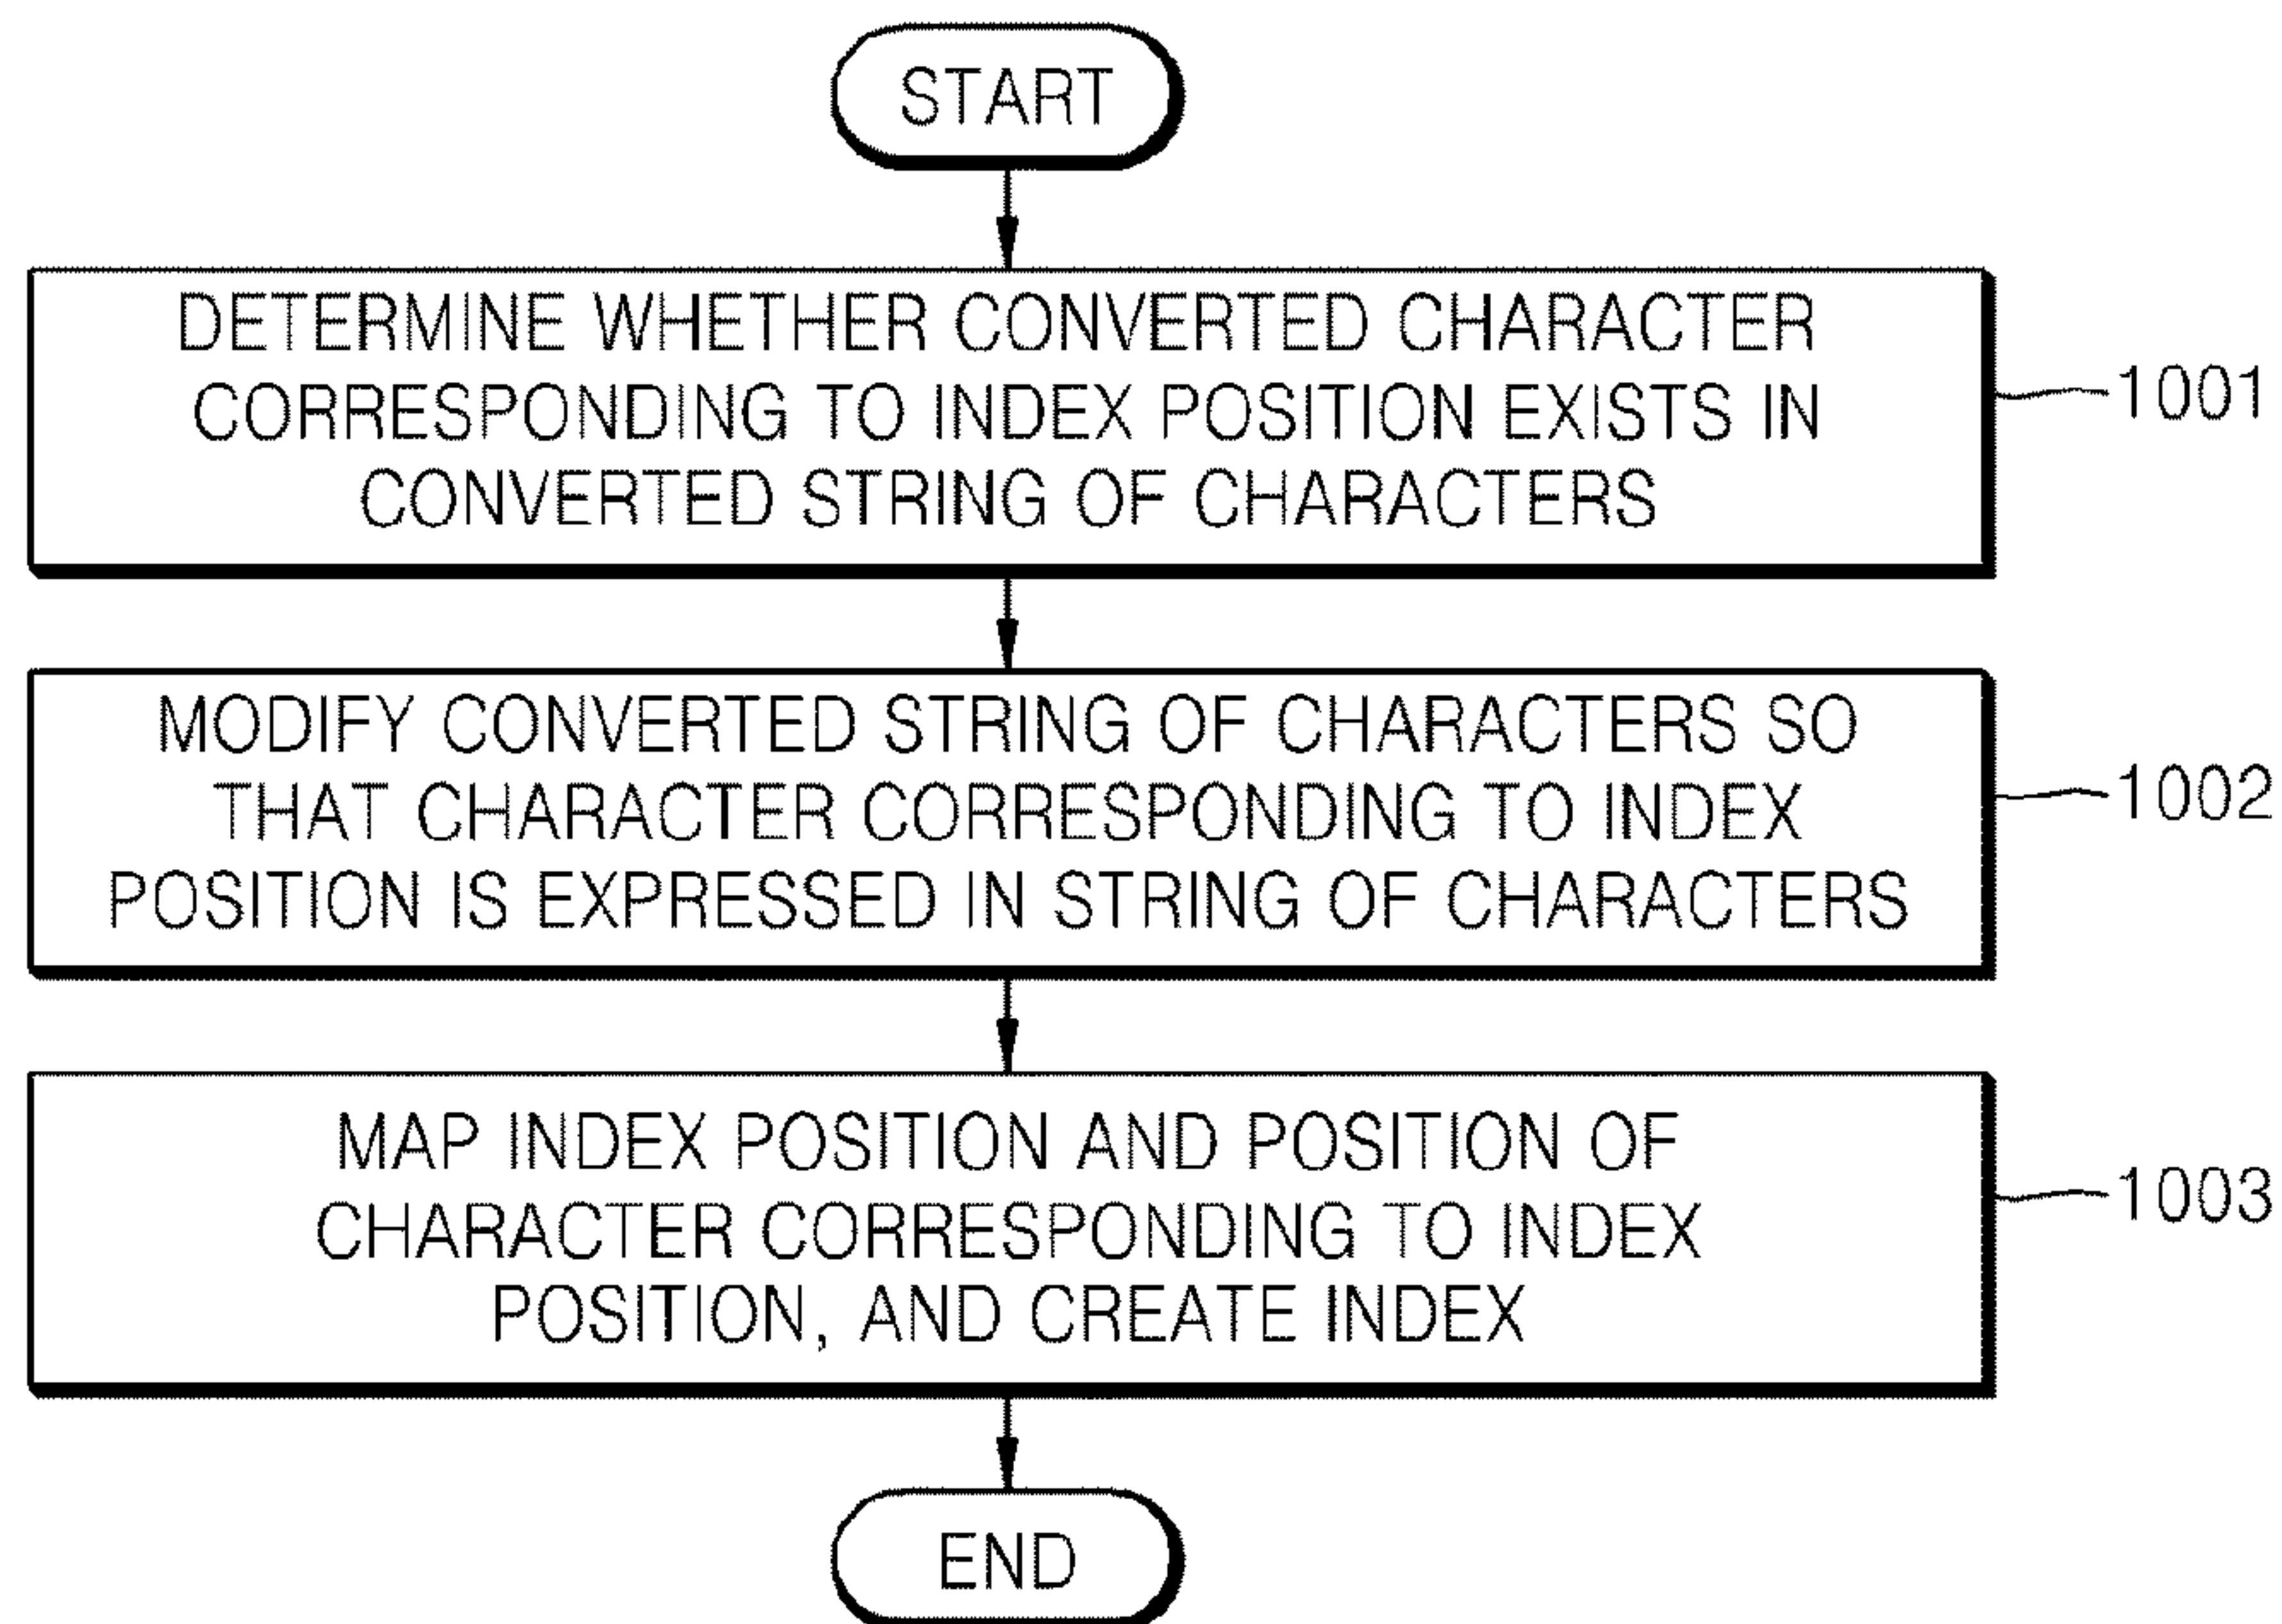 START
DETERMINE WHETHER CONVERTED CHARACTER
CORRESPONDING TO INDEX POSITION EXISTS IN
CONVERTED STRING OF CHARACTERS
1001
MODIFY CONVERTED STRING OF CHARACTERS SO
THAT CHARACTER CORRESPONDING TO INDEX
POSITION IS EXPRESSED IN STRING OF CHARACTERS
1002
MAP INDEX POSITION AND POSITION OF
CHARACTER CORRESPONDING TO INDEX
POSITION, AND CREATE INDEX
1003
END